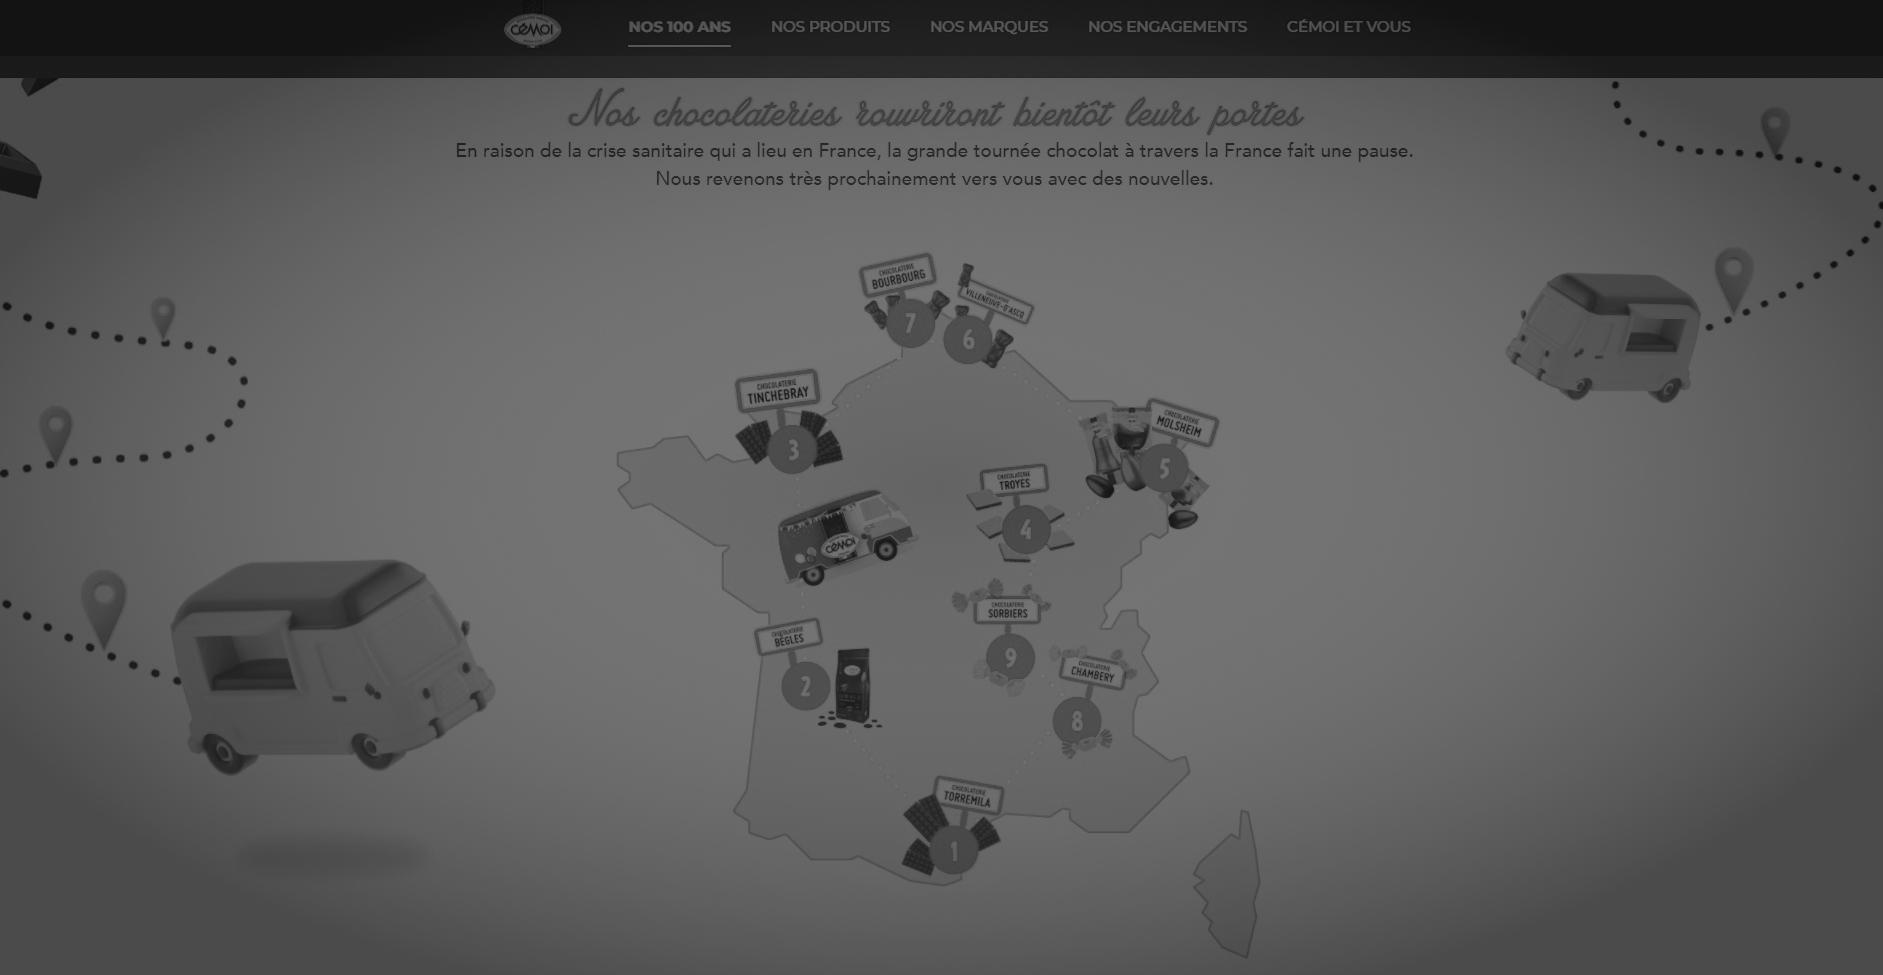 CÉMOI
NOS 100 ANS
NOS PRODUITS
NOS MARQUES
NOS ENGAGEMENTS
CÉMOI ET VOUS
Nos chocolateries rouvriront bientôt leurs portes
En raison de la crise sanitaire qui a lieu en France, la grande tournée chocolat à travers la France fait une pause.
Nous revenons très prochainement vers vous avec des nouvelles.
CHOCOLATERIE
BOURBOURG
7
CHOCOLATERIE
VILLENEUVE-D'ASCQ
6
CHOCOLATERIE
TINCHEBRAY
3
CHOCOLATERIE
MOLSHEIM
5
CHOCOLATERIE
TROYES
4
CÉMOI
CHOCOLATERIE
SORBIERS
9
CHOCOLATERIE
BÈGLES
2
CHOCOLATERIE
CHAMBERY
8
CHOCOLATERIE
TORREMILA
1